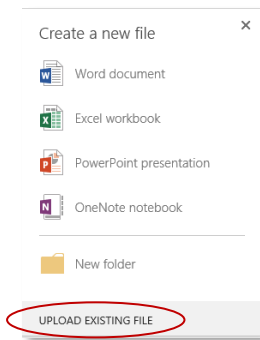 Create a new file
Word document
Excel workbook
PowerPoint presentation
OneNote notebook
New folder
UPLOAD EXISTING FILE